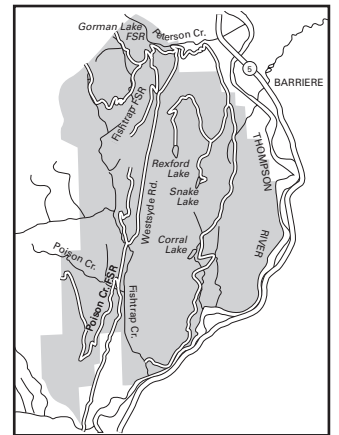 Gorman Lake
FSR
Peterson Cr.
5
BARRIERE
Fishtrap FSR
THOMPSON
RIVER
Rexford
Lake
Westsyde Rd.
Snake
Lake
Corral
Lake
Poison Cr.
Poison Cr. FSR
Fishtrap Cr.